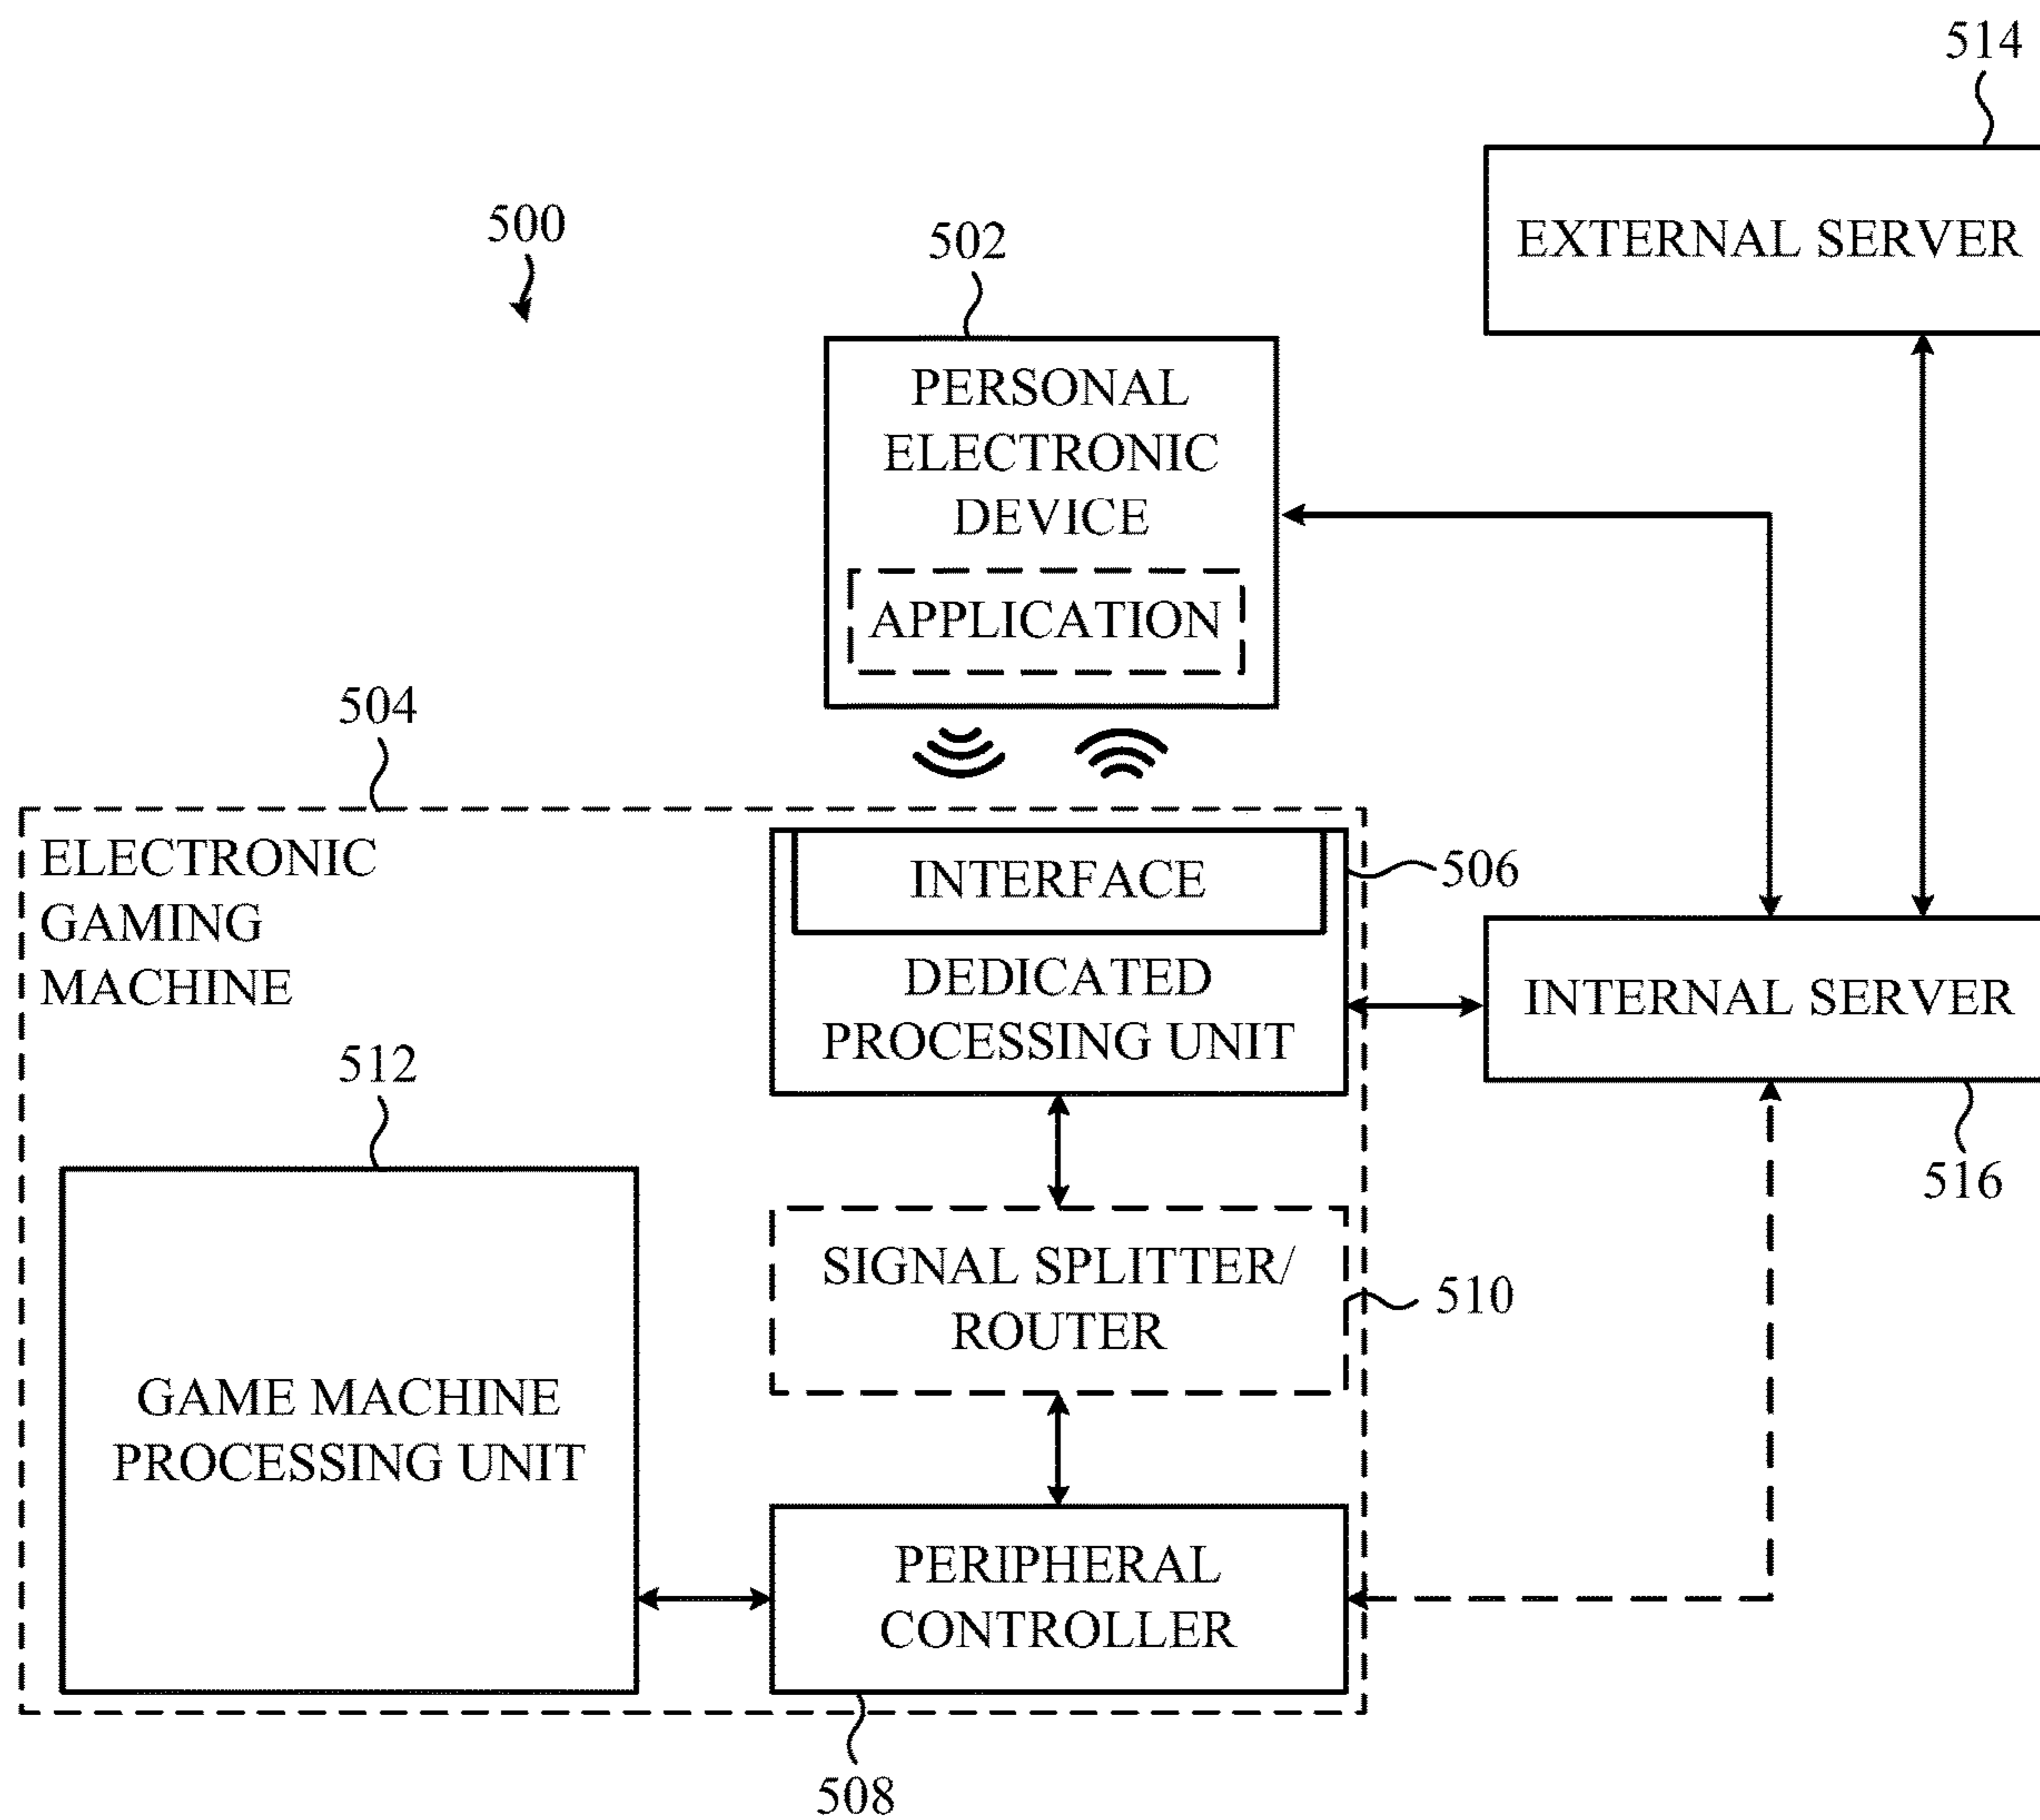 514
EXTERNAL SERVER
500
502
PERSONAL
ELECTRONIC
DEVICE
APPLICATION
504
ELECTRONIC
GAMING
MACHINE
INTERFACE
506
DEDICATED
PROCESSING UNIT
INTERNAL SERVER
516
512
GAME MACHINE
PROCESSING UNIT
SIGNAL SPLITTER/
ROUTER
510
PERIPHERAL
CONTROLLER
508